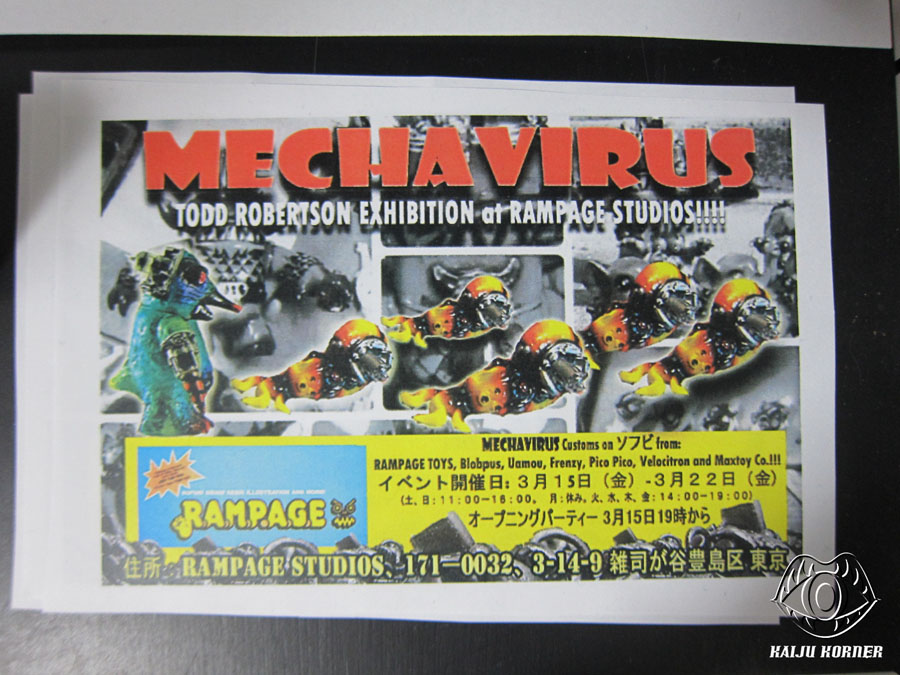 MECHAVIRUS
TODD ROBERTSON EXHIBITION at RAMPAGE STUDIOS!!!!
MECHAVIRUS Customs on ソフビ from:
RAMPAGE TOYS, Blobpus, Uamou, Frenzy, Pico Pico, Velocitron and Maxtoy Co.!!!
イベント開催日: 3月15日（金）-3月22日（金）
(土、日:11:00-16:00。 月:休み。火、水、木、金:14:00-19:00)
オープニングパーティー 3月15日19時から
R.A.M.P.A.G.E
住所 RAMPAGE STUDIOS、171-0032、3-14-9 雑司が谷豊島区 東京
KAIJU KORNER